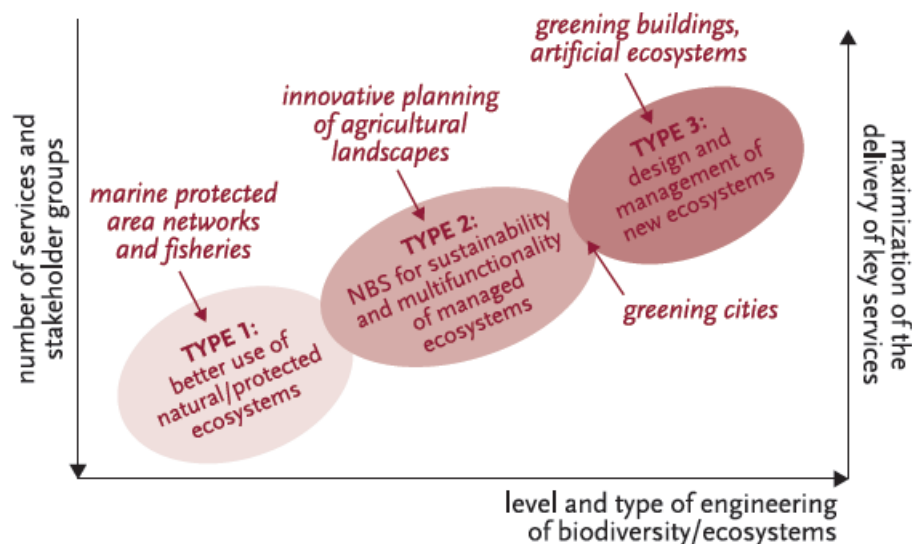 greening buildings,
artificial ecosystems
innovative planning
of agricultural
landscapes
marine protected
area networks
and fisheries
TYPE 1:
better use of
natural/protected
ecosystems
TYPE 2:
NBS for sustainability
and multifunctionality
of managed
ecosystems
TYPE 3:
design and
management of
new ecosystems
greening cities
number of services and
stakeholder groups
maximization of the
delivery of key services
level and type of engineering
of biodiversity/ecosystems